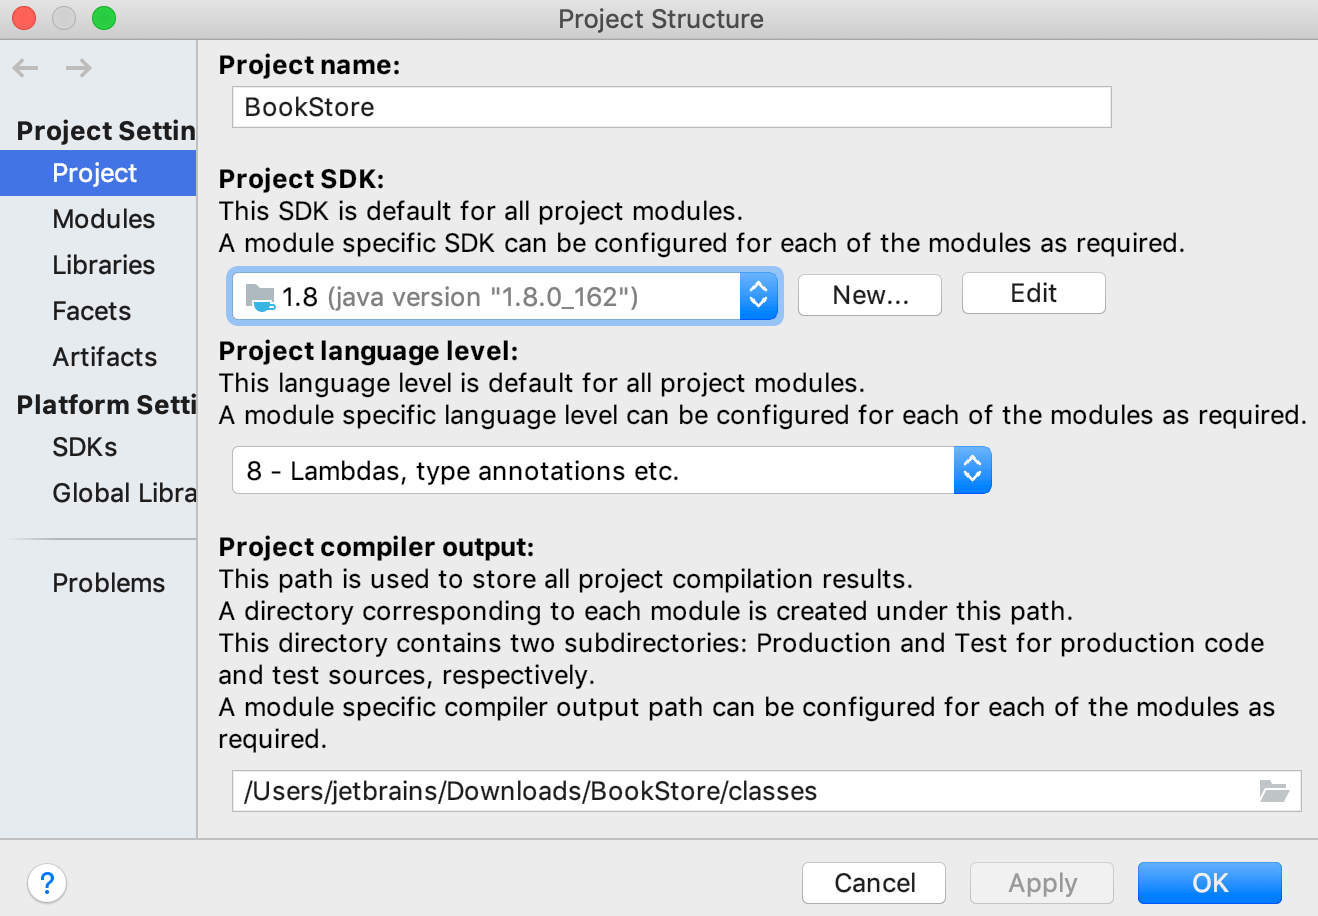 Project Structure
Project Settin
Project
Modules
Libraries
Facets
Artifacts
Platform Setti
SDKs
Global Libra
Problems
Project name:
BookStore
Project SDK:
This SDK is default for all project modules.
A module specific SDK can be configured for each of the modules as required.
1.8 (java version "1.8.0_162")
New...
Edit
Project language level:
This language level is default for all project modules.
A module specific language level can be configured for each of the modules as required.
8 - Lambdas, type annotations etc.
Project compiler output:
This path is used to store all project compilation results.
A directory corresponding to each module is created under this path.
This directory contains two subdirectories: Production and Test for production code
and test sources, respectively.
A module specific compiler output path can be configured for each of the modules as
required.
/Users/jetbrains/Downloads/BookStore/classes
?
Cancel
Apply
OK